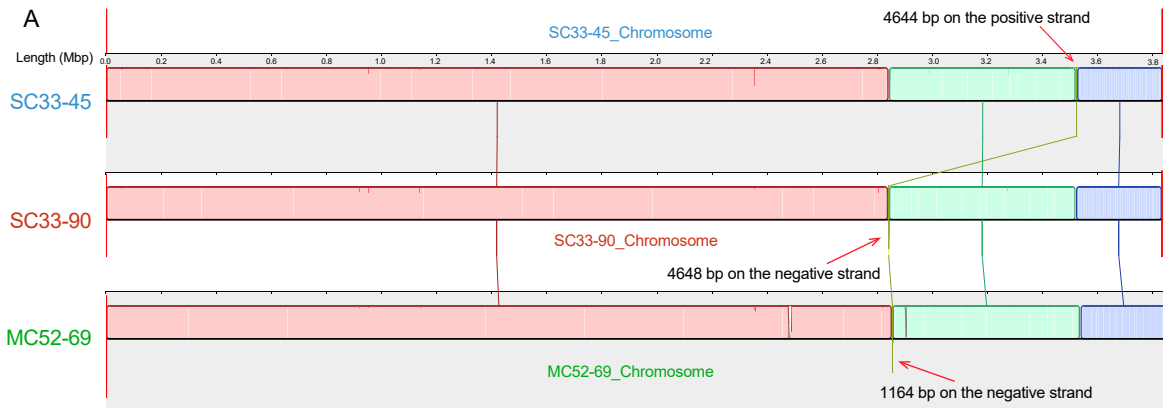 A
4644 bp on the positive strand
SC33-45_Chromosome
Length (Mbp)
0.0 0.2 0.4 0.6 0.8 1.0 1.2 1.4 1.6 1.8 2.0 2.2 2.4 2.6 2.8 3.0 3.2 3.4 3.6 3.8
SC33-45
SC33-90
SC33-90_Chromosome
4648 bp on the negative strand
MC52-69
MC52-69_Chromosome
1164 bp on the negative strand